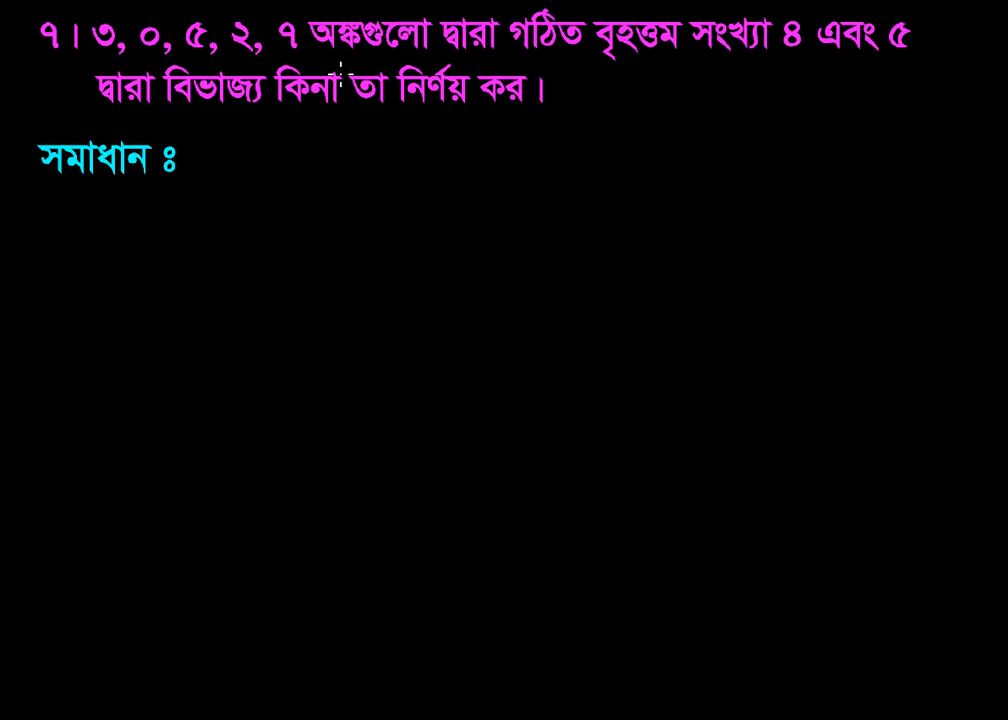 ৭। ৩, ০, ৫, ২, ৭ অঙ্কগুলো দ্বারা গঠিত বৃহত্তম সংখ্যা ৪ এবং ৫
দ্বারা বিভাজ্য কিনা তা নির্ণয় কর।
সমাধান ঃ